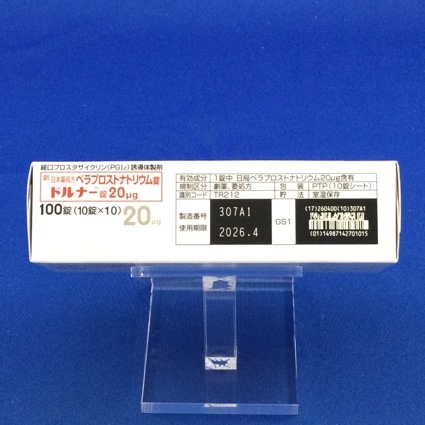 経口プロスタサイクリン(PGI₂)誘導体製剤
劇 日本薬局方 ベラプロストナトリウム錠
ドルナー錠20μg
100錠(10錠×10) 20μg
有効成分 1錠中 日局ベラプロストナトリウム20μg含有
規制区分 劇薬、要処方 包装 PTP(10錠シート)
識別コード TR212 貯法 室温保存
製造番号 307A1
使用期限 2026.4
GS1
(17)260400(10)307A1
(01)14987142701015